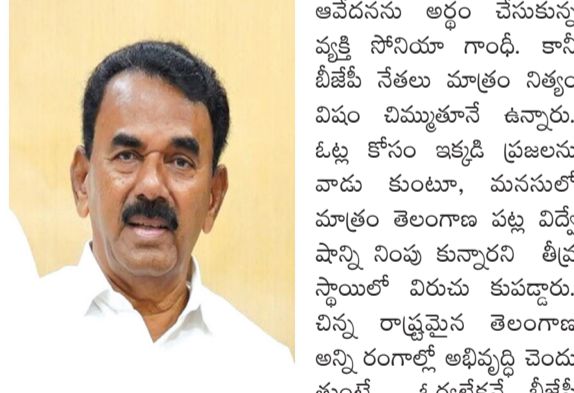 ఆవేదనను అర్థం చేసుకున్న
వ్యక్తి సోనియా గాంధీ. కానీ
బీజేపీ నేతలు మాత్రం నిత్యం
విషం చిమ్ముతూనే ఉన్నారు.
ఓట్ల కోసం ఇక్కడి ప్రజలను
వాడు కుంటూ, మనసులో
మాత్రం తెలంగాణ పట్ల విద్వే
షాన్ని నింపు కున్నారని తీవ్ర
స్థాయిలో విరుచు కుపడ్డారు.
చిన్న రాష్ట్రమైన తెలంగాణ
అన్ని రంగాల్లో అభివృద్ధి చెందు